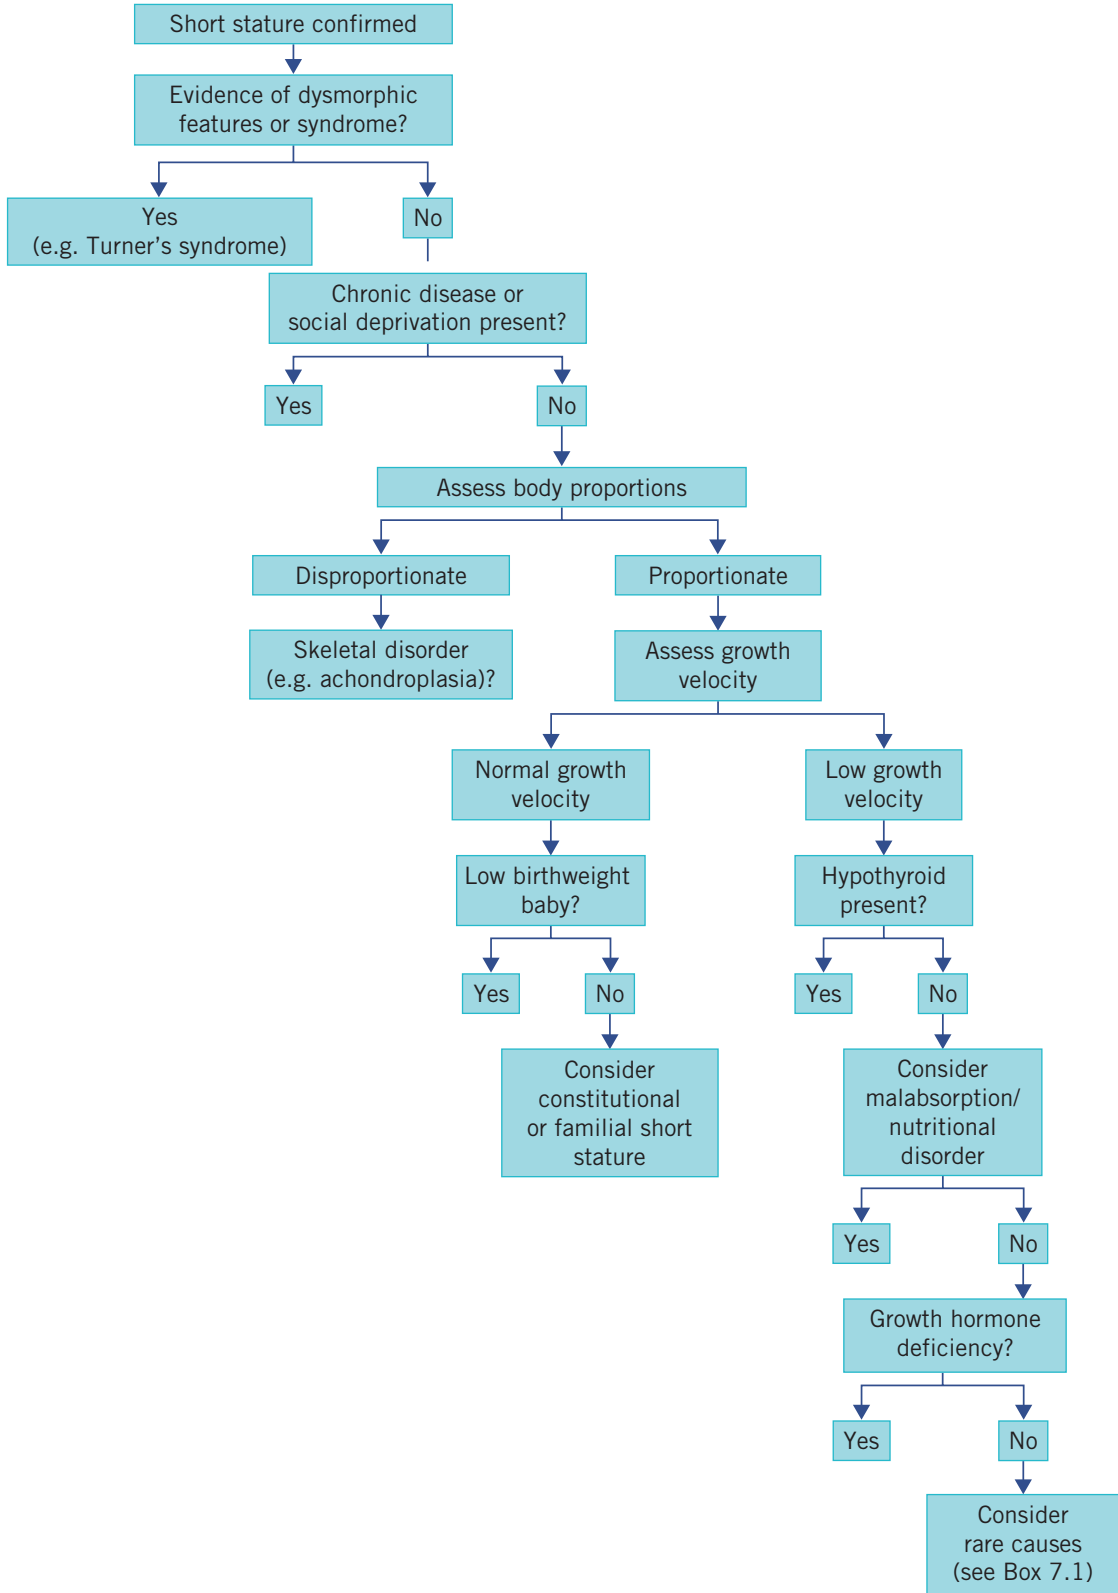 Short stature confirmed
Evidence of dysmorphic
features or syndrome?
Yes
(e.g. Turner’s syndrome)
No
Chronic disease or
social deprivation present?
Yes
No
Assess body proportions
Disproportionate
Proportionate
Skeletal disorder
(e.g. achondroplasia)?
Assess growth
velocity
Normal growth
velocity
Low growth
velocity
Low birthweight
baby?
Hypothyroid
present?
Yes
No
Yes
No
Consider
constitutional
or familial short
stature
Consider
malabsorption/
nutritional
disorder
Yes
No
Growth hormone
deficiency?
Yes
No
Consider
rare causes
(see Box 7.1)